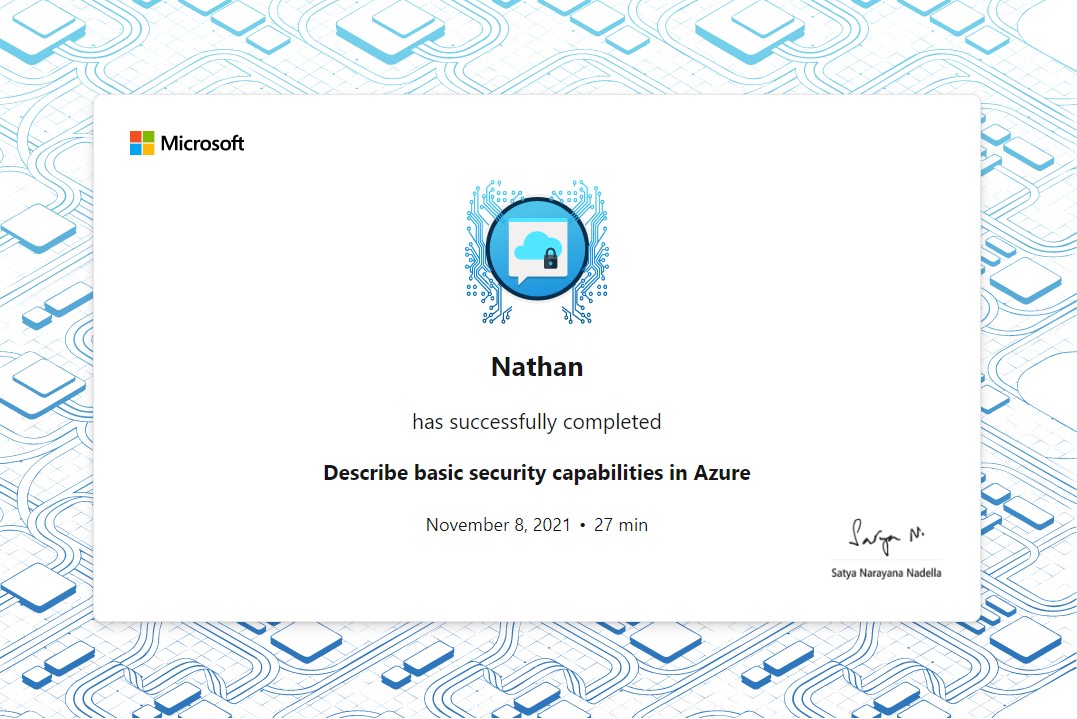 Microsoft
Nathan
has successfully completed
Describe basic security capabilities in Azure
November 8, 2021 • 27 min
Satya N.
Satya Narayana Nadella